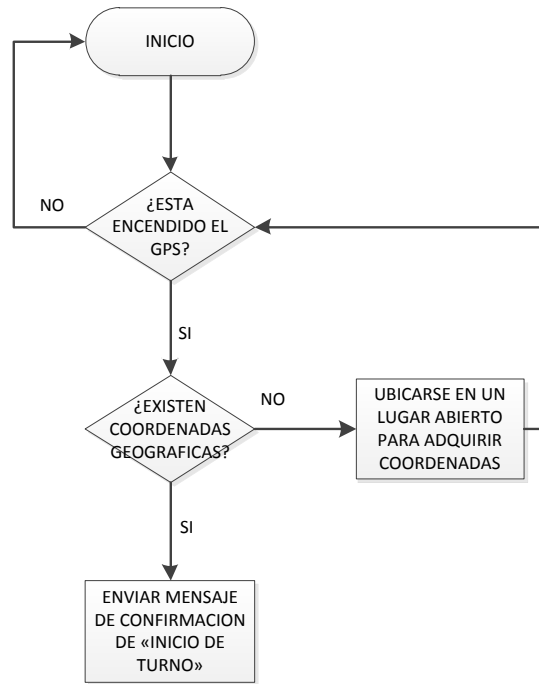 INICIO
NO
¿ESTA
ENCENDIDO EL
GPS?
SI
¿EXISTEN
COORDENADAS
GEOGRAFICAS?
NO
UBICARSE EN UN
LUGAR ABIERTO
PARA ADQUIRIR
COORDENADAS
SI
ENVIAR MENSAJE
DE CONFIRMACION
DE «INICIO DE
TURNO»